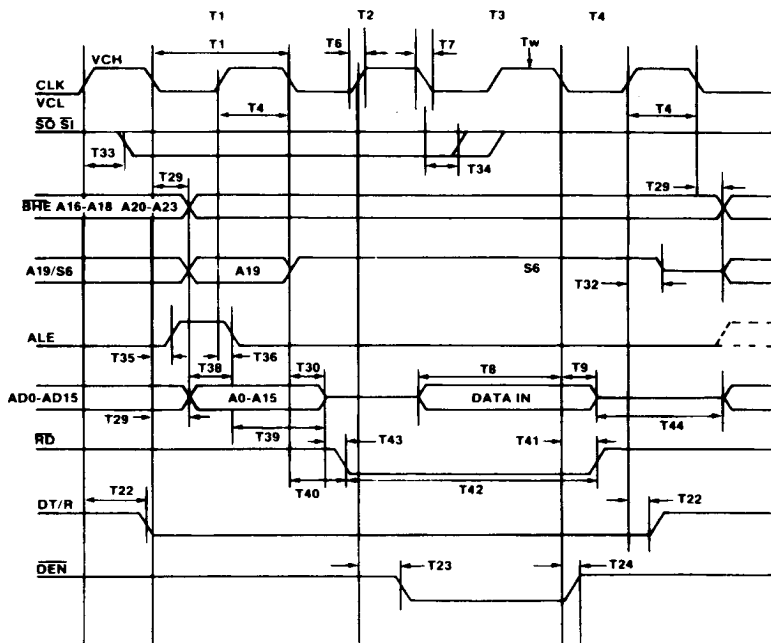 T1 T2 T3 T4
T1 T6 T7 Tw
VCH
CLK
VCL
T4 T4
SO SI
T33 T34
T29 T29
BHE A16-A18 A20-A23
A19/S6 A19 S6
T32
ALE
T35 T36
T38 T30 T8 T9
AD0-AD15 A0-A15 DATA IN
T29 T39 T44
RD T43 T41
T40 T42
T22 T22
DT/R
DEN T23 T24